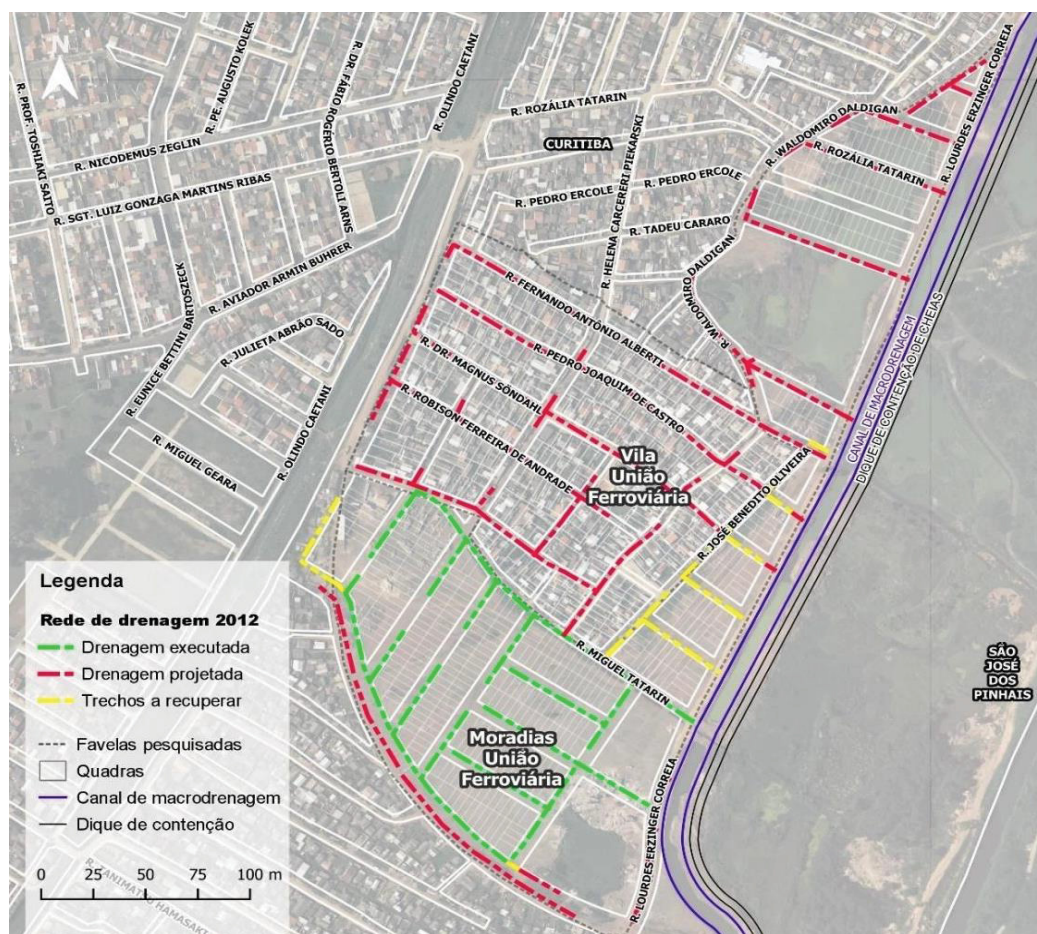 N
R. PROF. TOSHIAKI SAITO
R. PE. AUGUSTO KOLEK
R. DR. FÁBIO ROGÉRIO BERTOLI ARNS
R. OLINDO CAETANI
R. NICODEMUS ZEGLIN
R. SGT. LUIZ GONZAGA MARTINS RIBAS
R. ROZÁLIA TATARIN
CURITIBA
R. HELENA CARCERERI PIEKARSKI
R. WALDOMIRO DALDIGAN
R. ROZÁLIA TATARIN
R. LOURDES ERZINGER CORREIA
R. PEDRO ERCOLE
R. PEDRO ERCOLE
R. TADEU CARARO
R. WALDOMIRO DALDIGAN
R. AVIADOR ARMIN BUHRER
R. EUNICE BETTINI BARTOSZECK
R. JULIETA ABRÃO SADO
R. MIGUEL GEARA
R. OLINDO CAETANI
R. FERNANDO ANTÔNIO ALBERTI
R. PEDRO JOAQUIM DE CASTRO
R. DR. MAGNUS SÖNDAHL
R. ROBISON FERREIRA DE ANDRADE
Vila
União
Ferroviária
R. JOSÉ BENEDITO OLIVEIRA
CANAL DE MACRODRENAGEM
DIQUE DE CONTENÇÃO DE CHEIAS
R. MIGUEL TATARIN
SÃO
JOSÉ
DOS
PINHAIS
Moradias
União
Ferroviária
R. LOURDES ERZINGER CORREIA
Legenda
Rede de drenagem 2012
Drenagem executada
Drenagem projetada
Trechos a recuperar
Favelas pesquisadas
Quadras
Canal de macrodrenagem
Dique de contenção
0 25 50 75 100 m
HAMASAKI